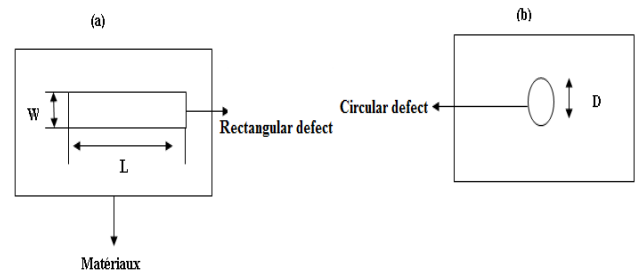 (a)
W
L
Rectangular defect
Matériaux
(b)
Circular defect
D